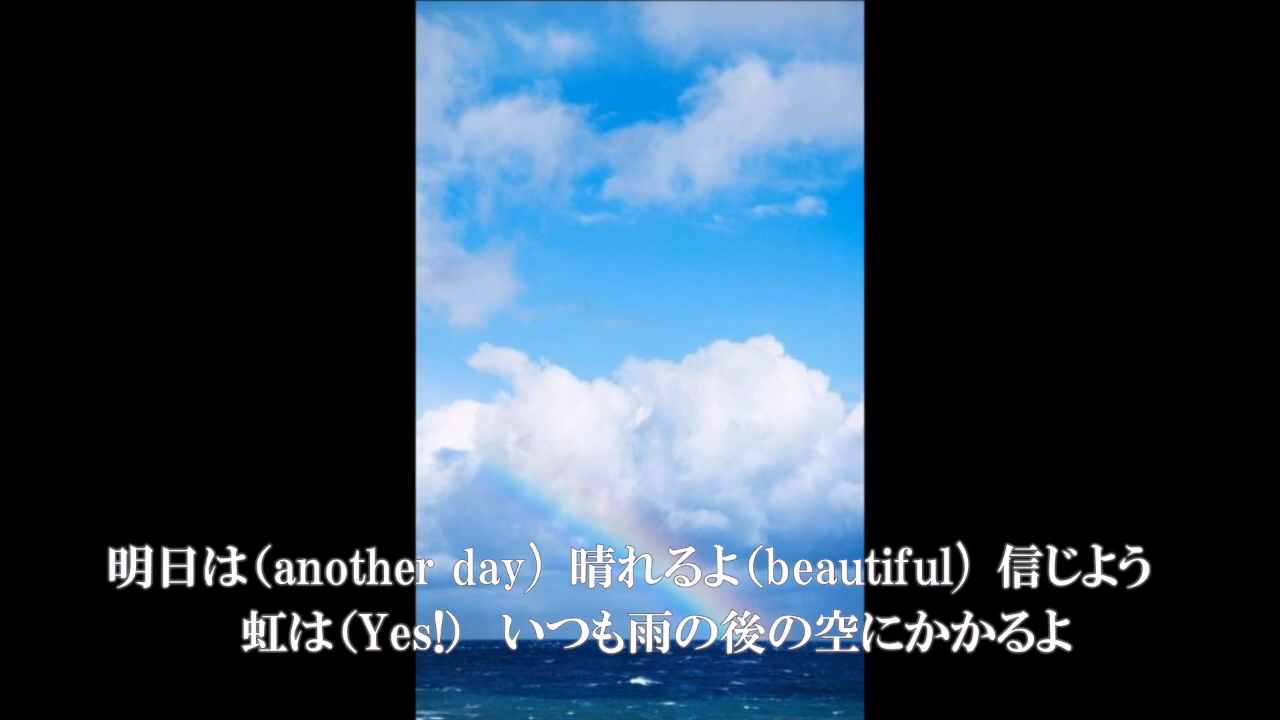 明日は（another day） 晴れるよ（beautiful） 信じよう
虹は（Yes!）　いつも雨の後の空にかかるよ